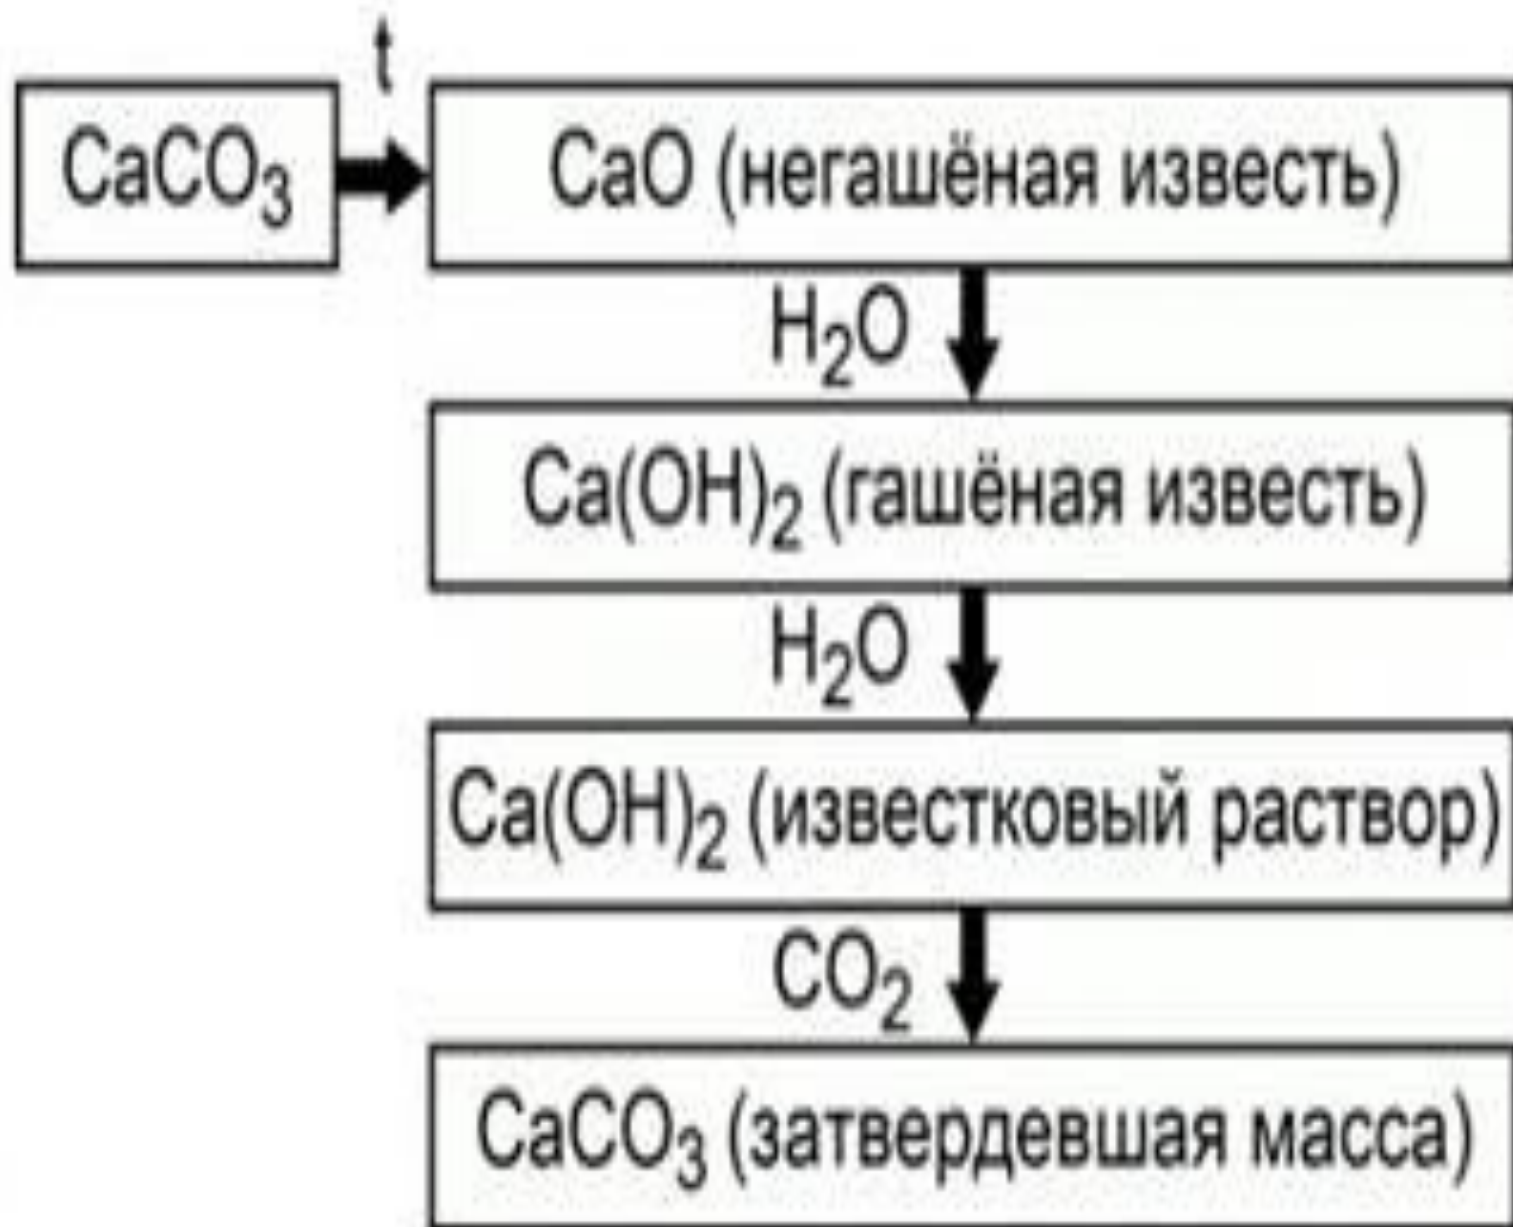 t
CaCO₃
CaO (негашёная известь)
H₂O
Ca(OH)₂ (гашёная известь)
H₂O
Ca(OH)₂ (известковый раствор)
CO₂
CaCO₃ (затвердевшая масса)